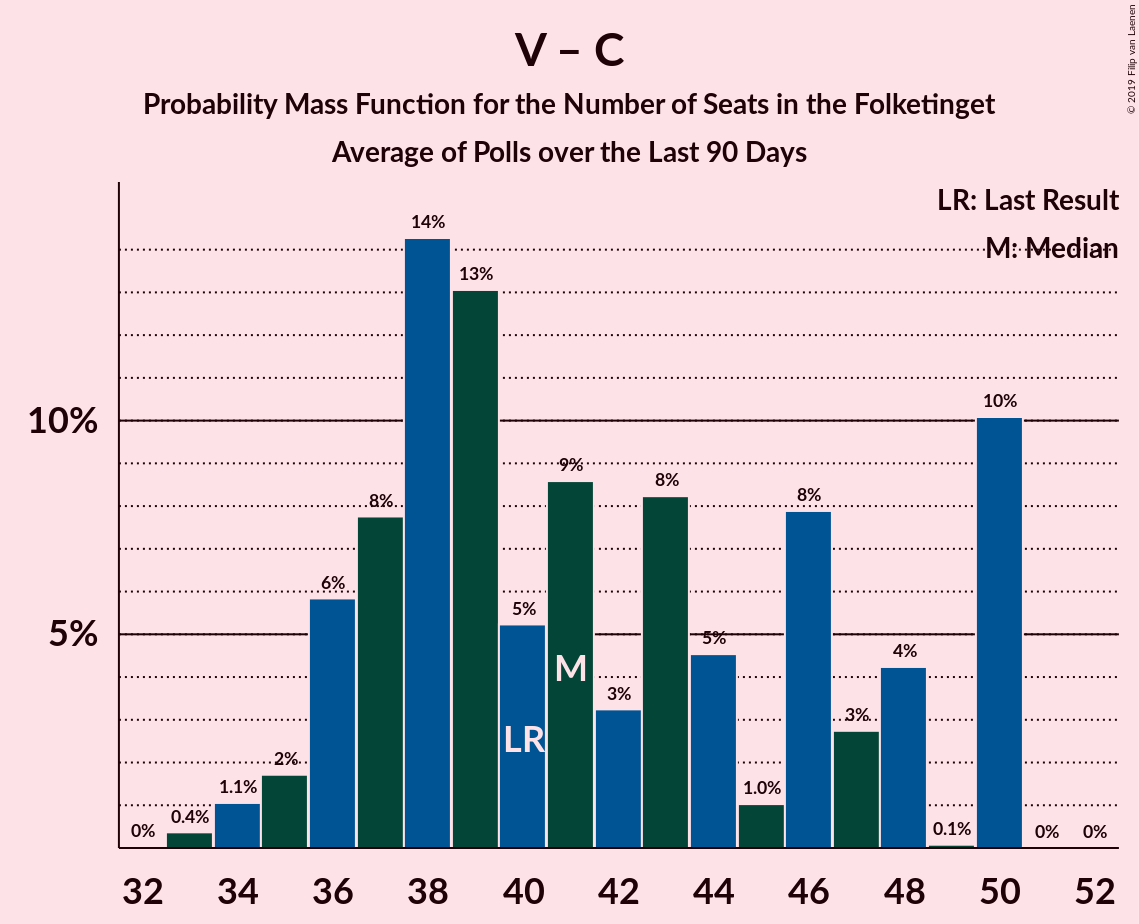 V – C
Probability Mass Function for the Number of Seats in the Folketinget
Average of Polls over the Last 90 Days
© 2019 Filip van Laenen
LR: Last Result
M: Median
14%
13%
10%
10%
9%
8%
8%
8%
6%
5%
5%
5%
4%
3%
3%
2%
1.1%
1.0%
0.4%
0.1%
0%
0%
0%
M
LR
32 34 36 38 40 42 44 46 48 50 52